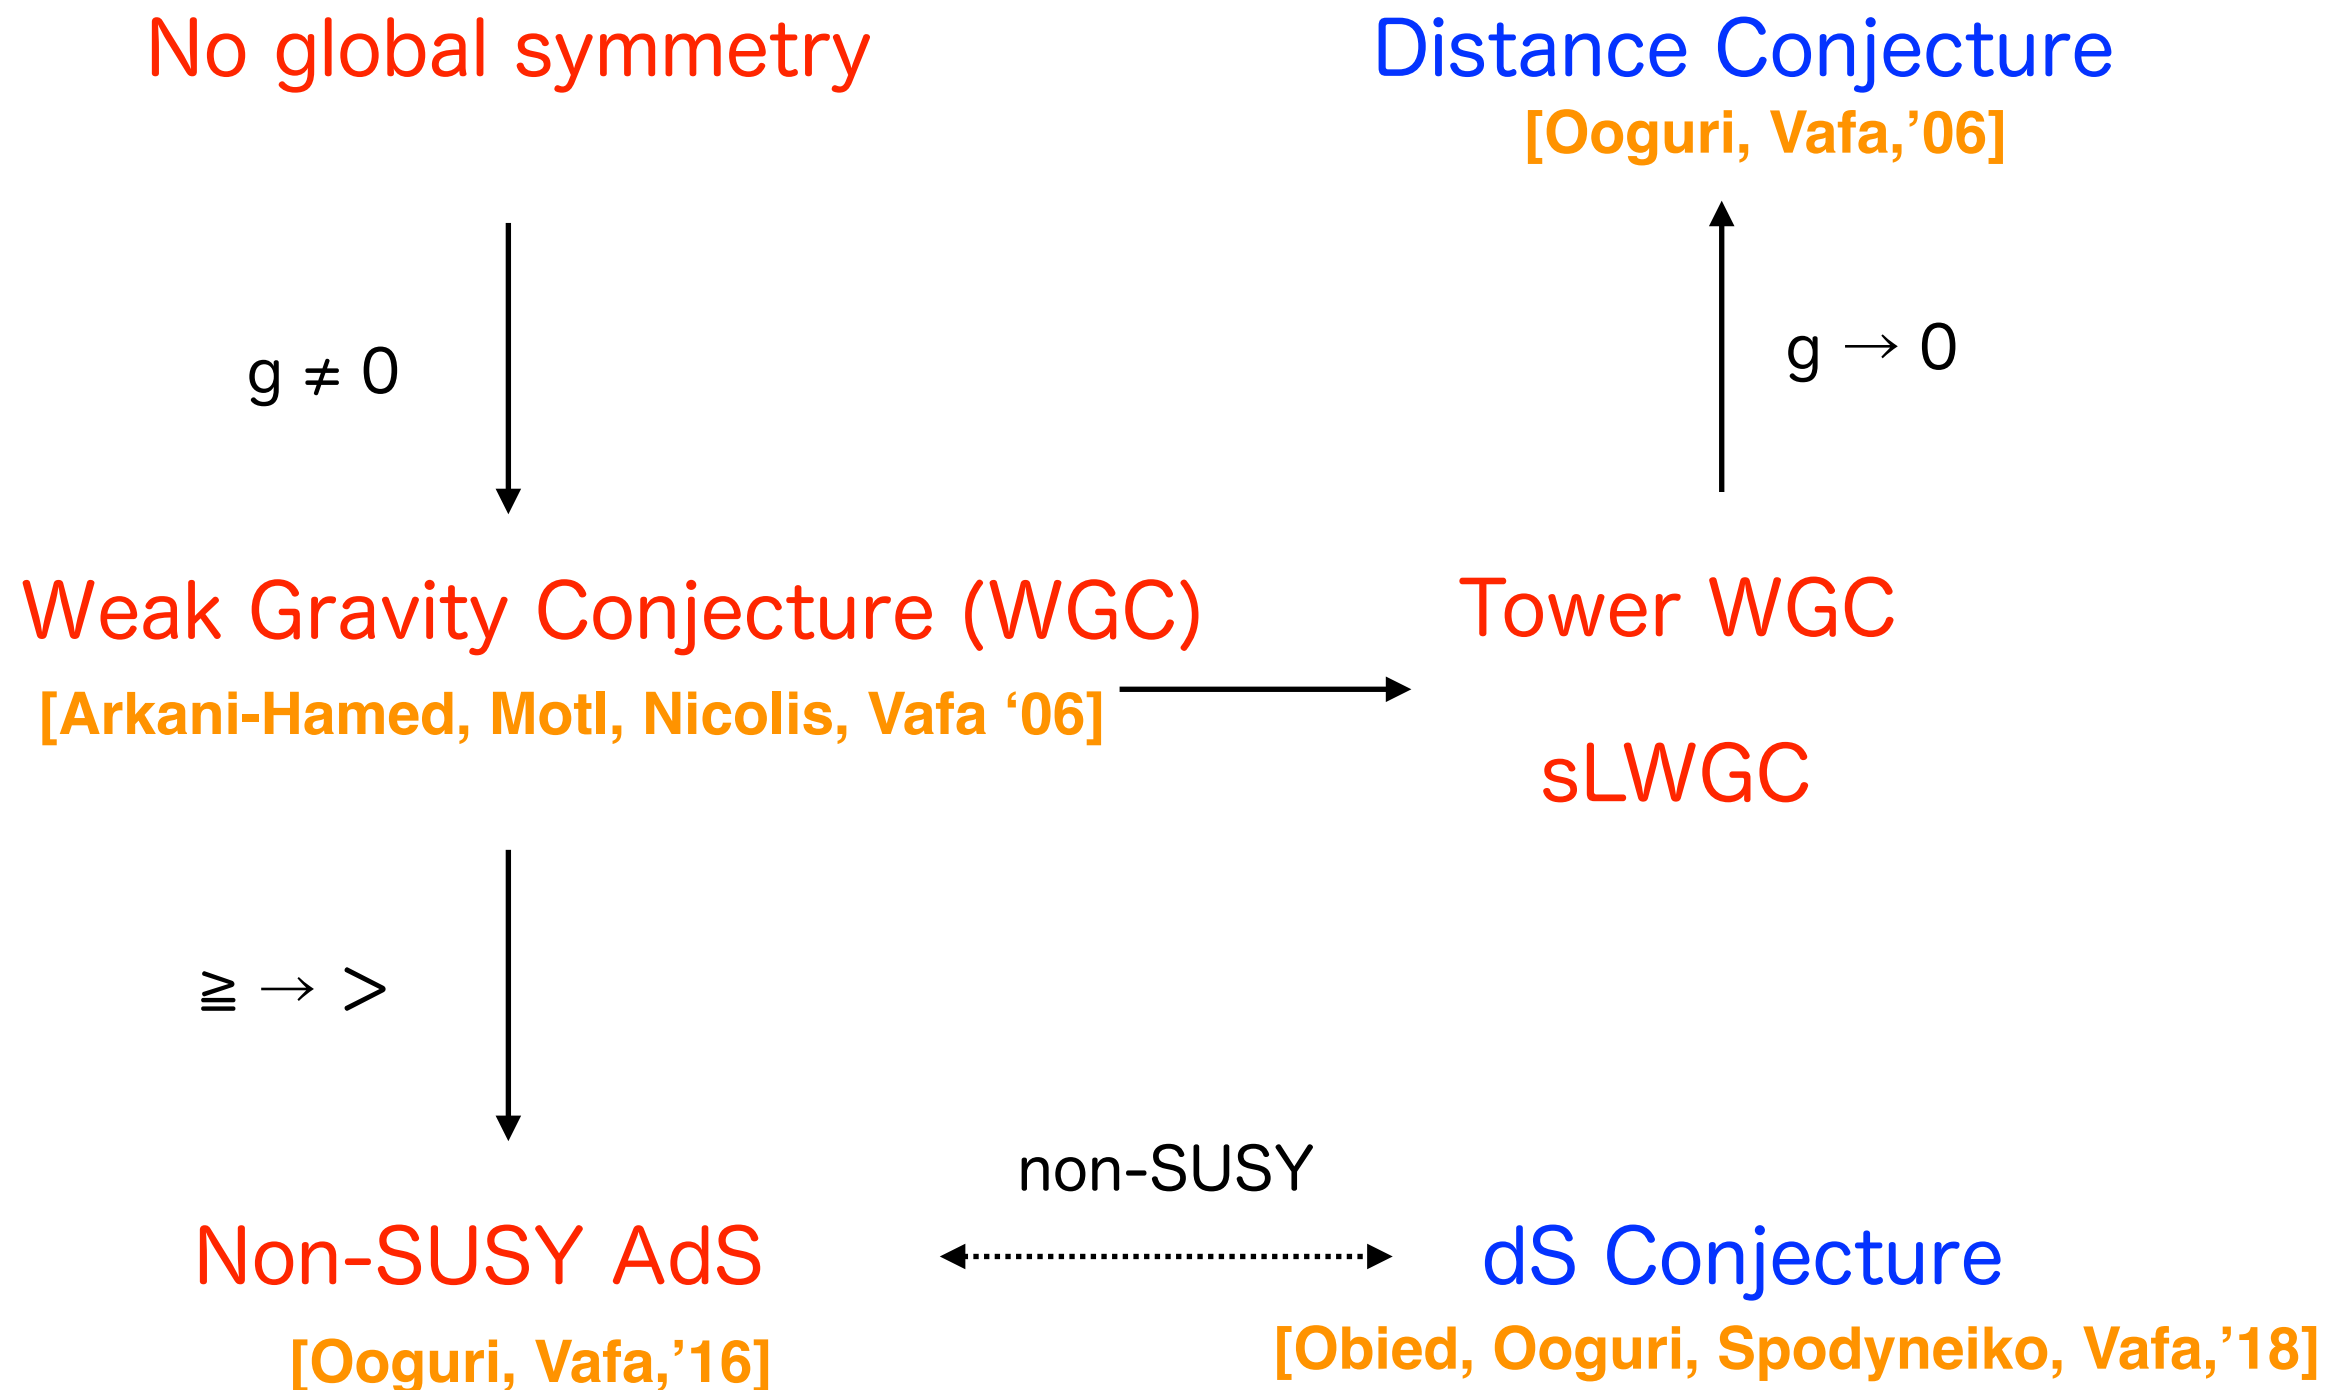 No global symmetry
Distance Conjecture
[Ooguri, Vafa,’06]
g ≠ 0
g → 0
Weak Gravity Conjecture (WGC)
[Arkani-Hamed, Motl, Nicolis, Vafa ‘06]
Tower WGC
sLWGC
≧ → >
non-SUSY
Non-SUSY AdS
[Ooguri, Vafa,’16]
dS Conjecture
[Obied, Ooguri, Spodyneiko, Vafa,’18]